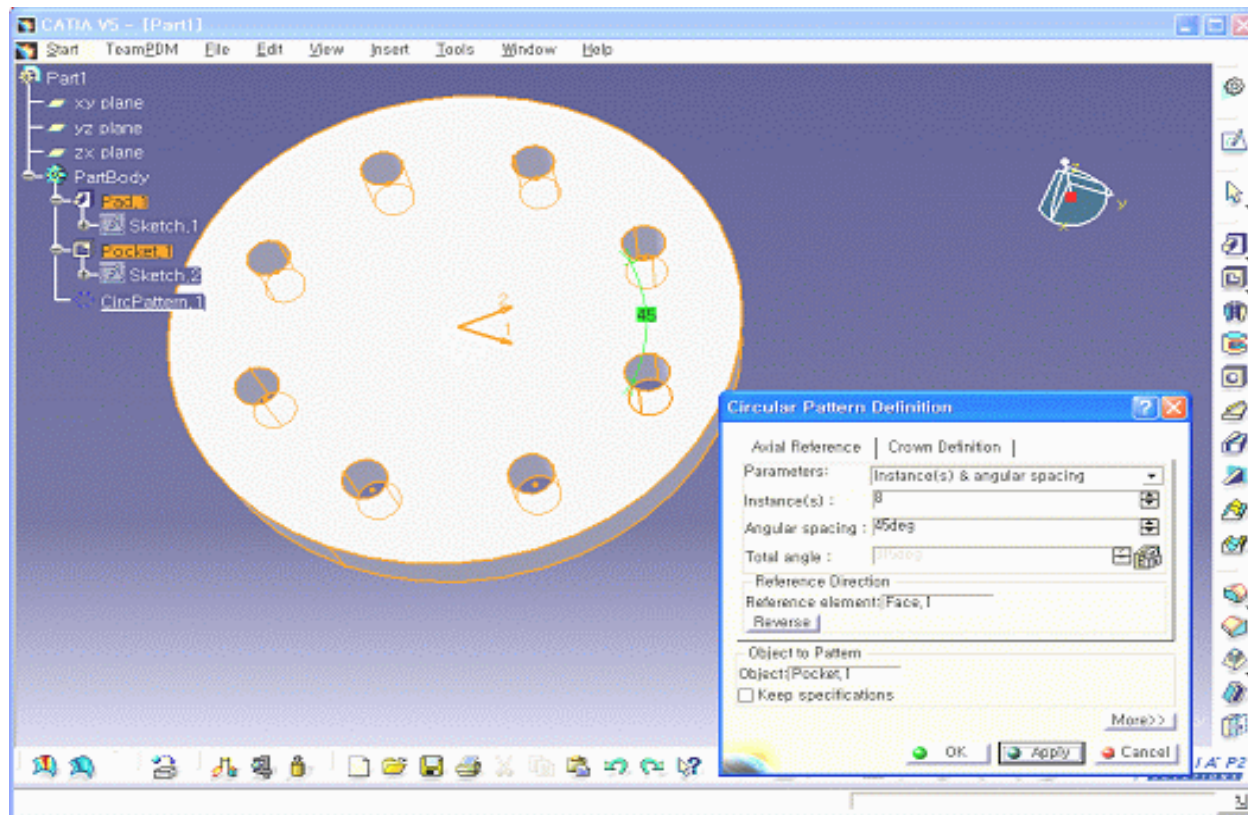 CATIA V5 - [Part1]
Start TeamPDM File Edit View Insert Tools Window Help
Part1
xy plane
yz plane
zx plane
PartBody
Pad.1
Sketch.1
Pocket.1
Sketch.2
CircPattern.1
2
1
45
z
y
x
Circular Pattern Definition
Axial Reference Crown Definition
Parameters: Instance(s) & angular spacing
Instance(s) : 8
Angular spacing : 45deg
Total angle : 315deg
Reference Direction
Reference element: Face.1
Reverse
Object to Pattern
Object: Pocket.1
Keep specifications
More>>
OK Apply Cancel